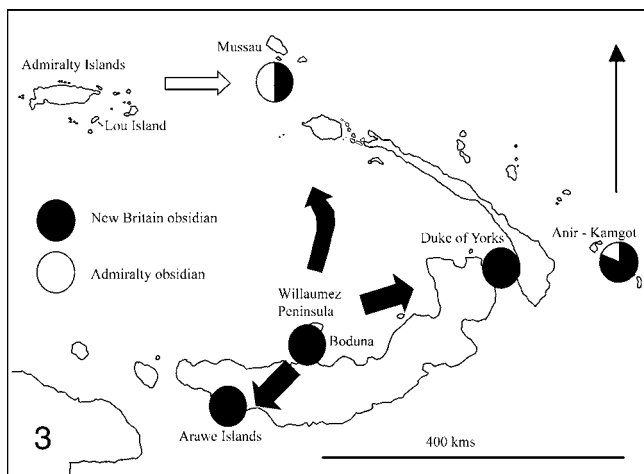 Mussau
Admiralty Islands
Lou Island
New Britain obsidian
Admiralty obsidian
Duke of Yorks
Anir - Kamgot
Willaumez
Peninsula
Boduna
Arawe Islands
3
400 kms